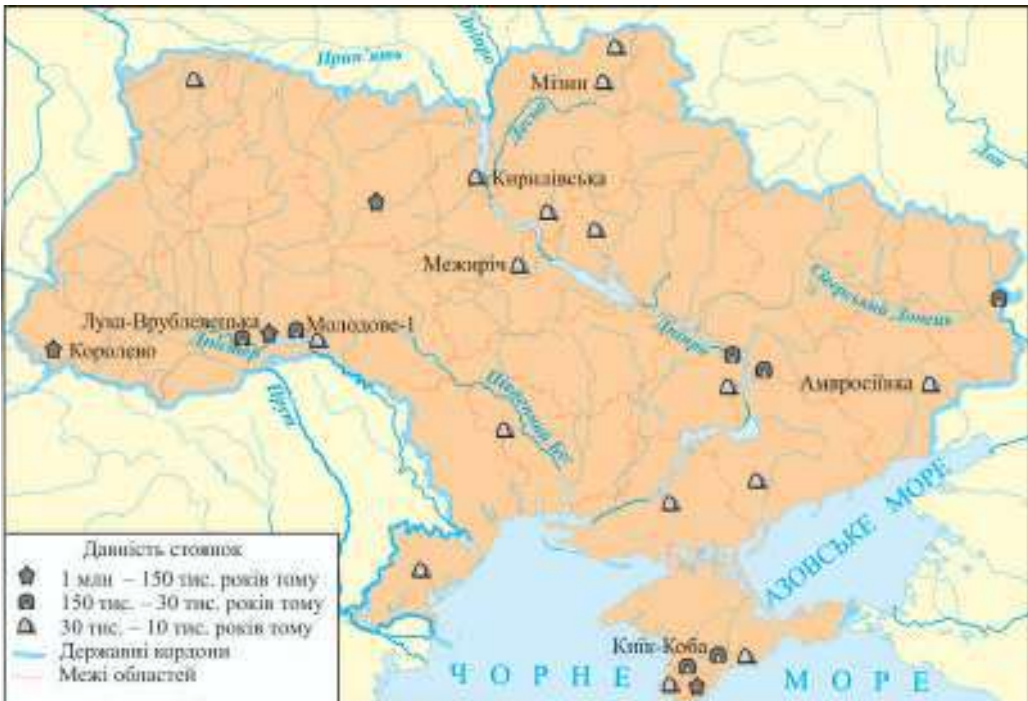 Прип'ять
Дніпро
Десна
Дон
Мізин
Кирилівська
Межиріч
Сіверський Донець
Лука-Врублевецька
Молодове-1
Дністер
Королево
Прут
Південний Буг
Дніпро
Амвросіївка
АЗОВСЬКЕ МОРЕ
Київ-Коба
ЧОРНЕ МОРЕ
Давність стоянок
1 млн – 150 тис. років тому
150 тис. – 30 тис. років тому
30 тис. – 10 тис. років тому
Державні кордони
Межі областей